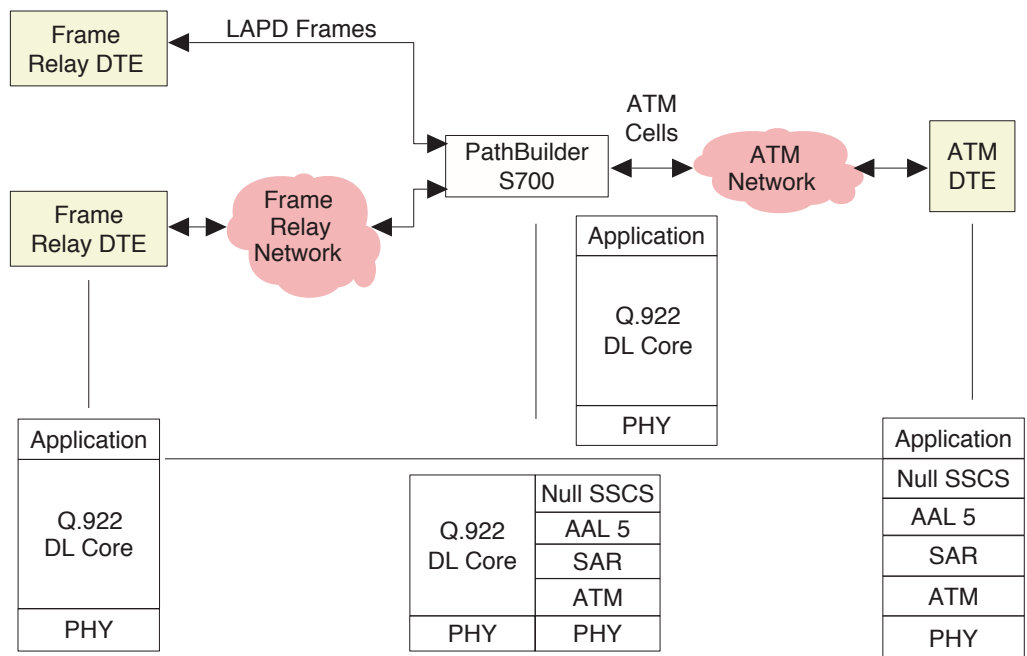 Frame
Relay DTE
LAPD Frames
ATM
Cells
PathBuilder
S700
ATM
Network
ATM
DTE
Frame
Relay DTE
Frame
Relay
Network
Application
Q.922
DL Core
PHY
Application
Q.922
DL Core
PHY
Q.922
DL Core
PHY
Null SSCS
AAL 5
SAR
ATM
PHY
Application
Null SSCS
AAL 5
SAR
ATM
PHY